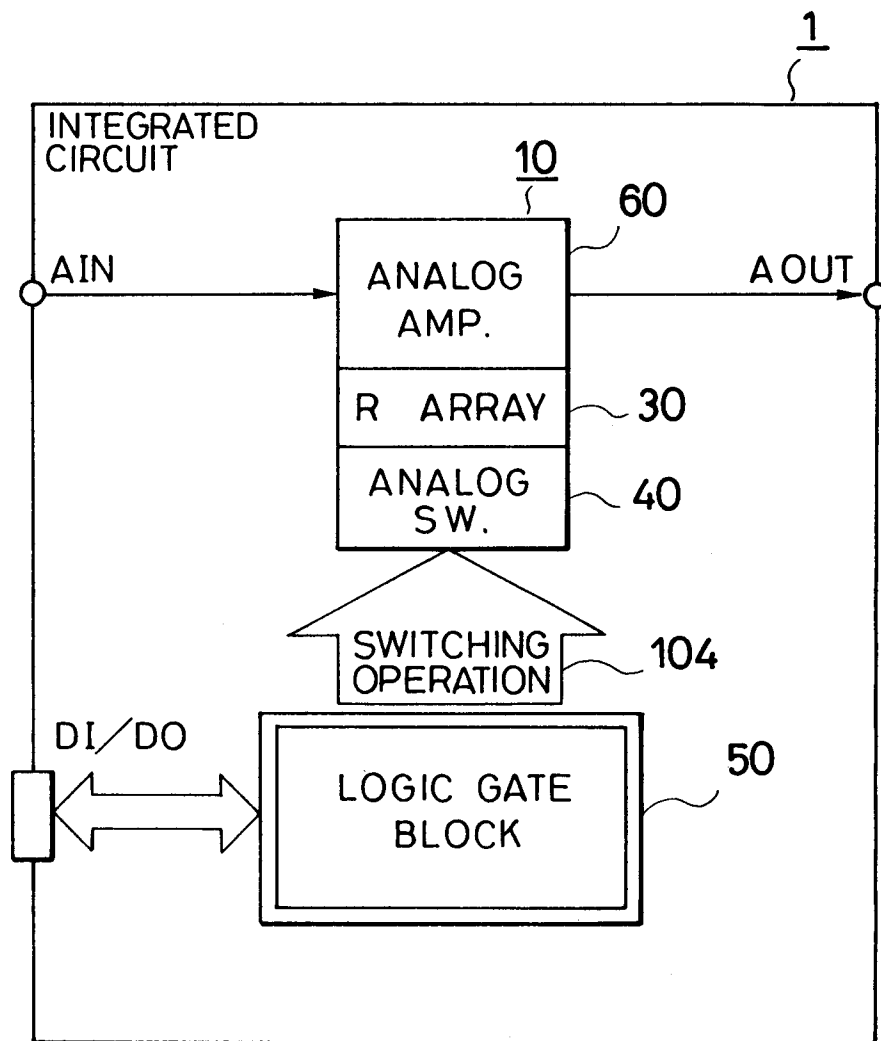 1
INTEGRATED
CIRCUIT
10
60
AIN
ANALOG
AMP.
AOUT
R ARRAY
30
ANALOG
SW.
40
SWITCHING
OPERATION
104
DI/DO
LOGIC GATE
BLOCK
50